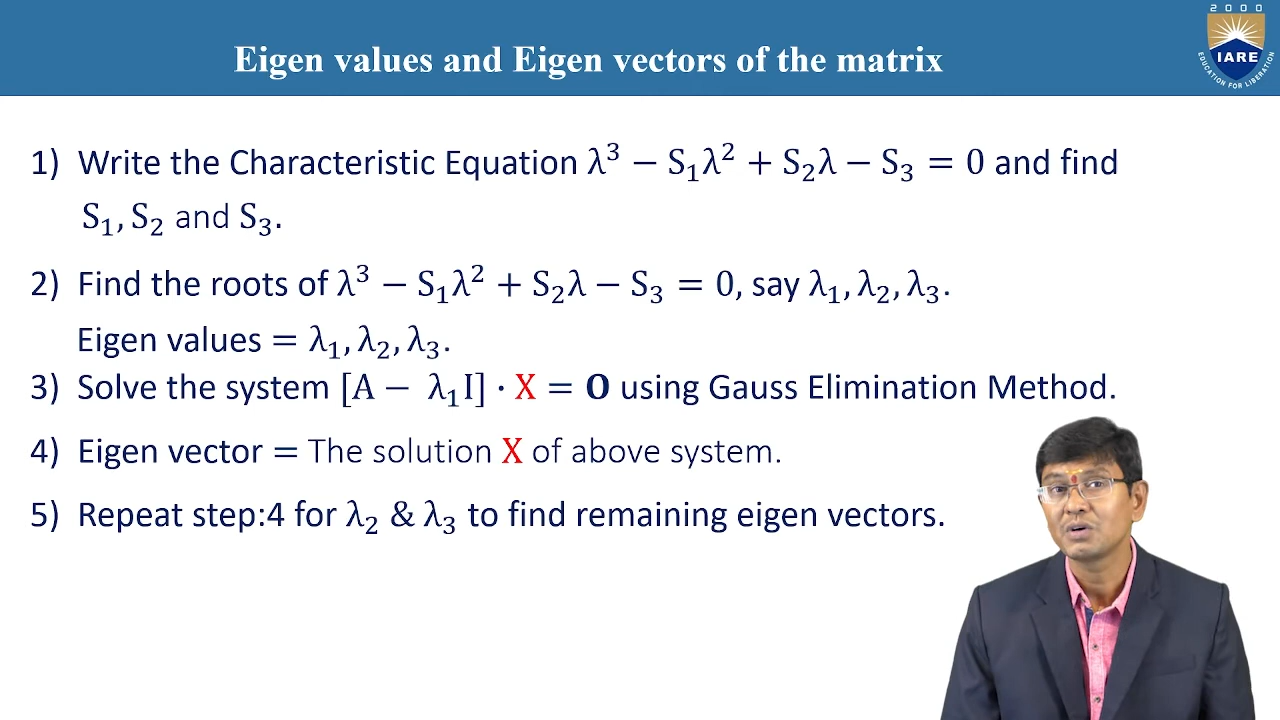 2000
IARE
EDUCATION FOR LIBERATION
Eigen values and Eigen vectors of the matrix
1) Write the Characteristic Equation λ³ − S₁λ² + S₂λ − S₃ = 0 and find
S₁, S₂ and S₃.
2) Find the roots of λ³ − S₁λ² + S₂λ − S₃ = 0, say λ₁, λ₂, λ₃.
Eigen values = λ₁, λ₂, λ₃.
3) Solve the system [A − λ₁I] · X = O using Gauss Elimination Method.
4) Eigen vector = The solution X of above system.
5) Repeat step:4 for λ₂ & λ₃ to find remaining eigen vectors.